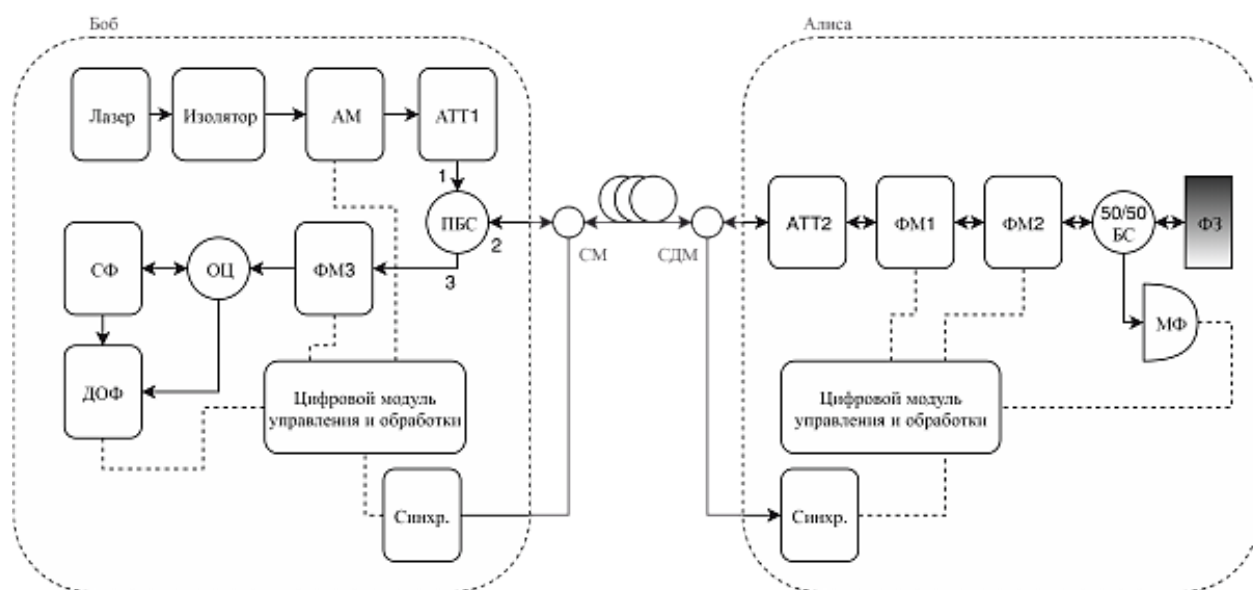 Боб
Алиса
Лазер
Изолятор
АМ
АТТ1
1
ПБС
2
3
СФ
ОЦ
ФМ3
ДОФ
Цифровой модуль
управления и обработки
Синхр.
СМ
СДМ
АТТ2
ФМ1
ФМ2
50/50
БС
ФЗ
МФ
Цифровой модуль
управления и обработки
Синхр.